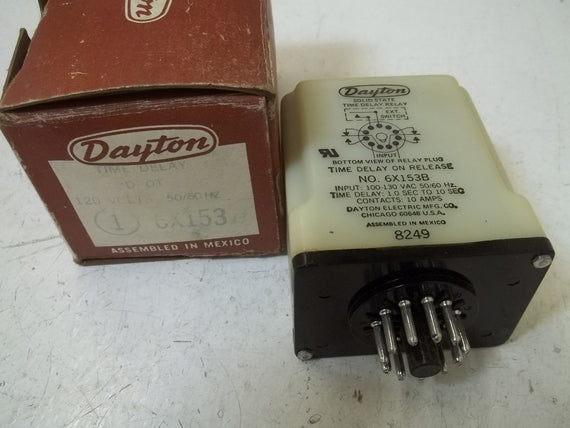 Dayton
TIME DELAY
120 50/60 HZ
1 6X153
ASSEMBLED IN MEXICO
Dayton
SOLID STATE
TIME DELAY RELAY
EXT.
SWITCH
INPUT
BOTTOM VIEW OF RELAY PLUG
TIME DELAY ON RELEASE
NO. 6X153B
INPUT: 100-130 VAC 50/60 Hz.
TIME DELAY: 1.0 SEC TO 10 SEC
CONTACTS: 10 AMPS
DAYTON ELECTRIC MFG. CO.
CHICAGO 60648 U.S.A.
ASSEMBLED IN MEXICO
8249